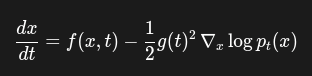 dx/dt = f(x, t) − 1/2 g(t)² ∇ₓ log pₜ(x)